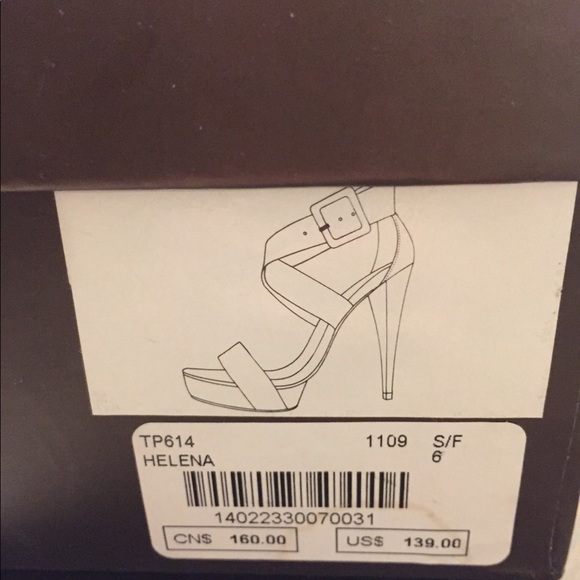 TP614 1109 S/F
HELENA 6
14022330070031
CN$ 160.00 US$ 139.00